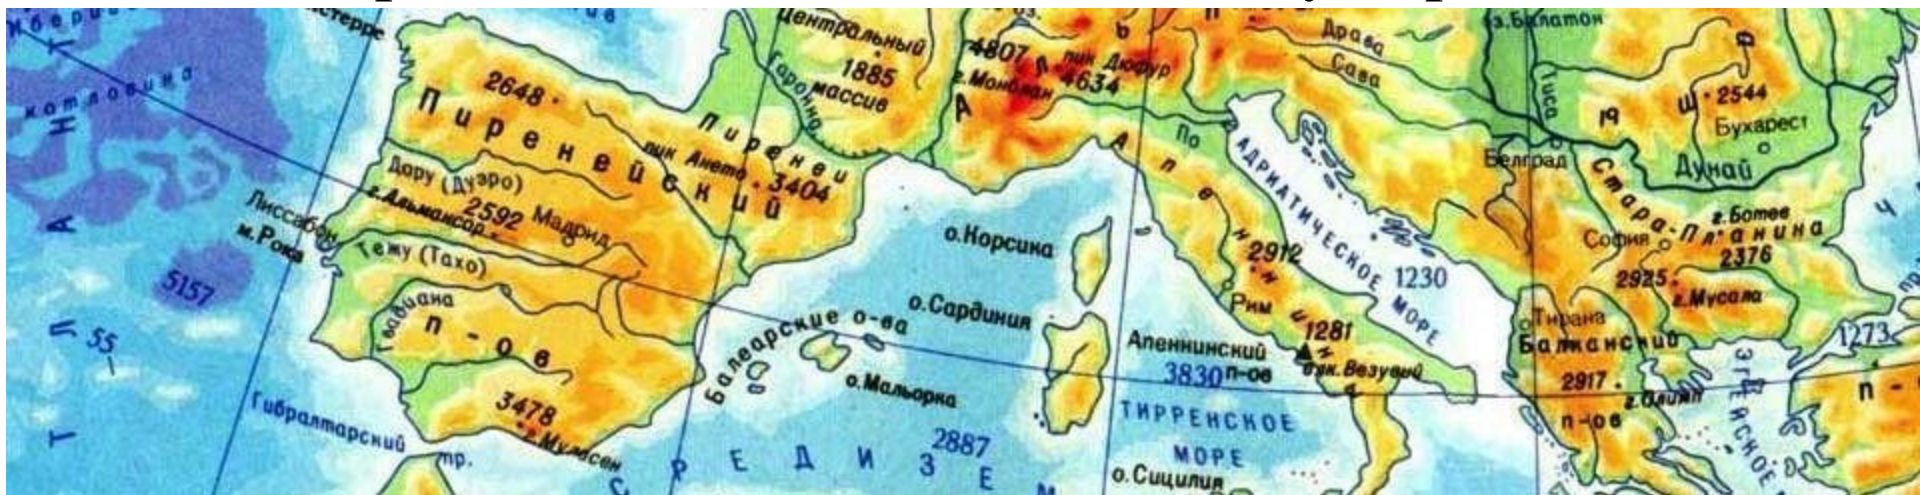 Центральный
1885
массив
Гаронна
4807
г.Монблан
пик Дюфур
4634
А
Л
Ь
П
Драва
Сава
оз.Балатон
Тиса
2544
Бухарест
Дунай
Белград
Стара-Планина
г.Ботев
2376
София
2925
г.Мусала
Тирана
Балканский
п-ов
2917
г.Олимп
1273
ЭГЕЙСКОЕ
п-
котловина
Т Л А Н Т
5157
55
2648
Пиренейский
п-ов
Пиренеи
пик Ането
3404
Дору (Дуэро)
г.Альмансор
2592
Мадрид
Лиссабон
м.Рока
Тежу (Тахо)
Гвадиана
3478
г.Муласен
Гибралтарский
пр.
Балеарские о-ва
о.Мальорка
о.Корсика
о.Сардиния
По
Апеннины
2912
Рим
1281
влк.Везувий
Апеннинский
п-ов
3830
АДРИАТИЧЕСКОЕ МОРЕ
1230
ТИРРЕНСКОЕ
МОРЕ
о.Сицилия
2887
С Р Е Д И З Е М